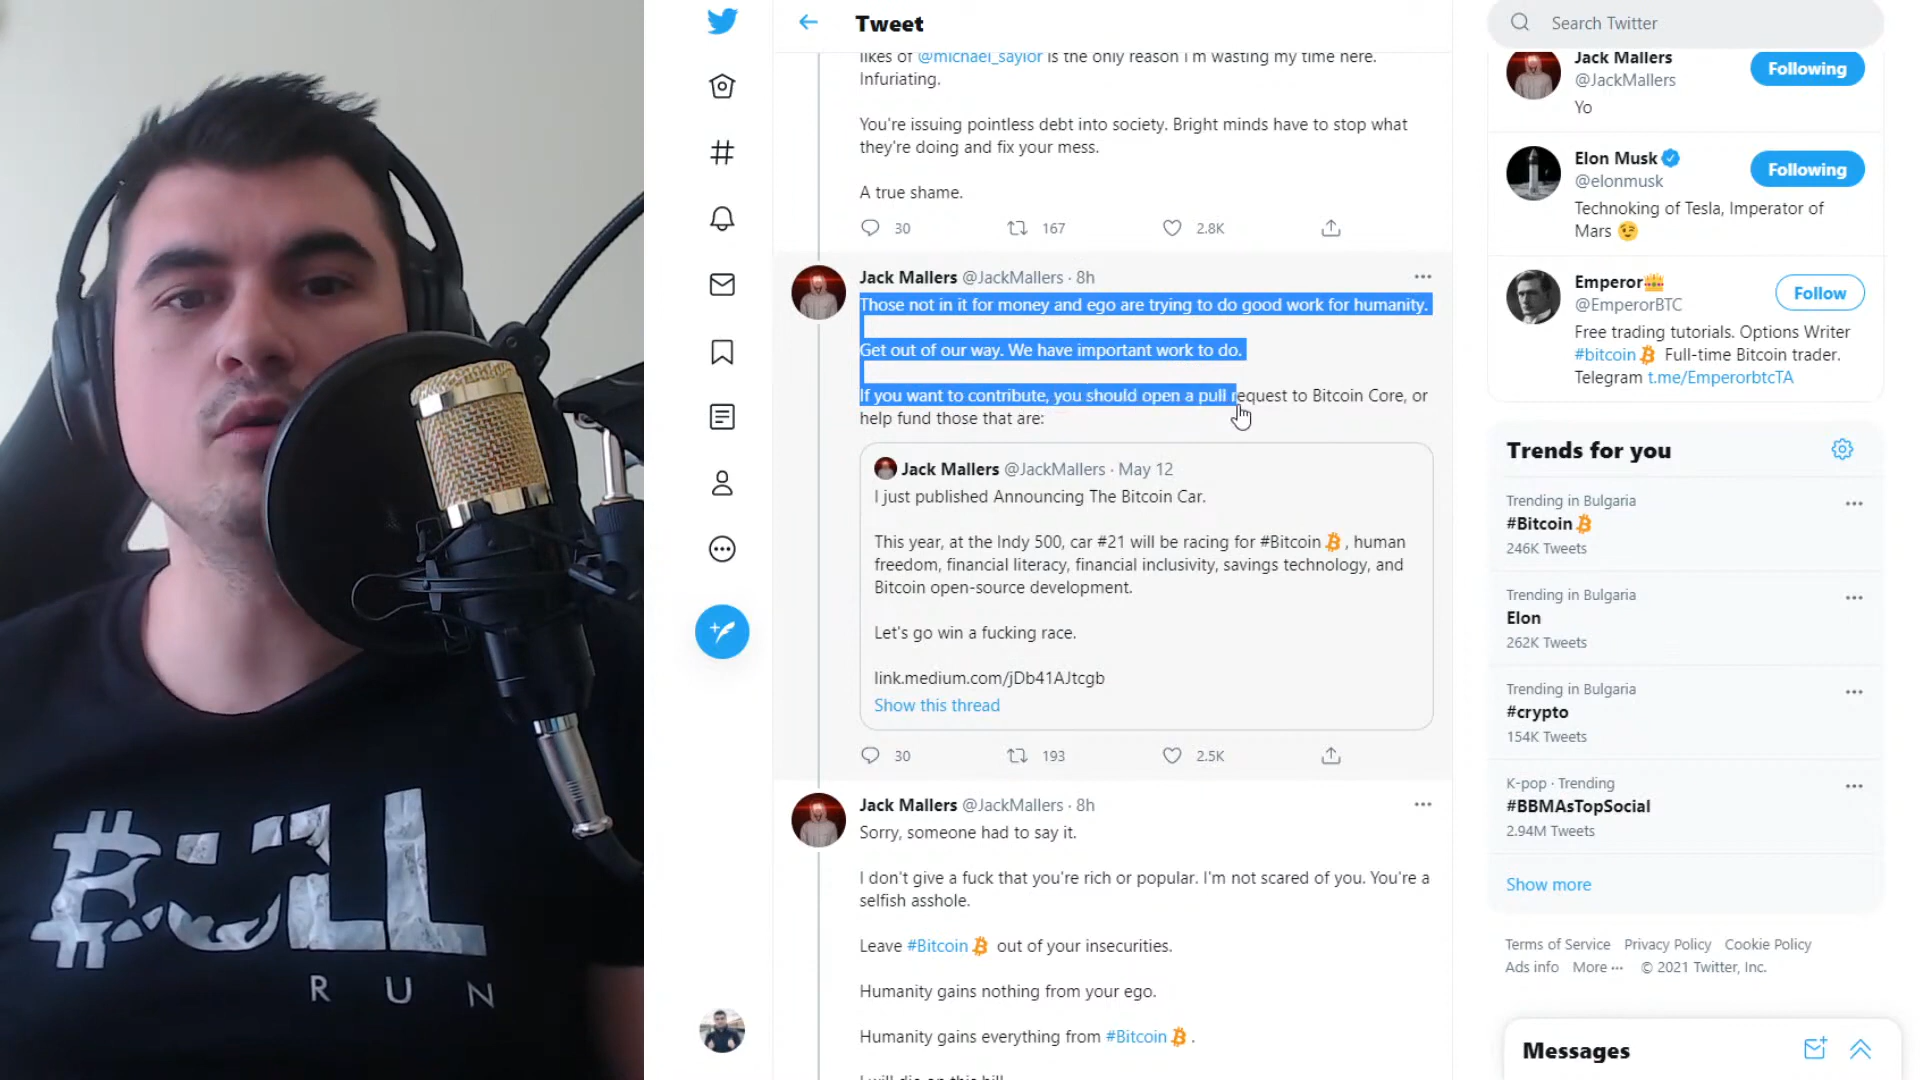 BULL
RUN
Tweet
likes of @michael_saylor is the only reason I'm wasting my time here.
Infuriating.
You're issuing pointless debt into society. Bright minds have to stop what
they're doing and fix your mess.
A true shame.
30 167 2.8K
Jack Mallers @JackMallers · 8h
Those not in it for money and ego are trying to do good work for humanity.
Get out of our way. We have important work to do.
If you want to contribute, you should open a pull request to Bitcoin Core, or
help fund those that are:
Jack Mallers @JackMallers · May 12
I just published Announcing The Bitcoin Car.
This year, at the Indy 500, car #21 will be racing for #Bitcoin , human
freedom, financial literacy, financial inclusivity, savings technology, and
Bitcoin open-source development.
Let's go win a fucking race.
link.medium.com/jDb41AJtcgb
Show this thread
30 193 2.5K
Jack Mallers @JackMallers · 8h
Sorry, someone had to say it.
I don't give a fuck that you're rich or popular. I'm not scared of you. You're a
selfish asshole.
Leave #Bitcoin out of your insecurities.
Humanity gains nothing from your ego.
Humanity gains everything from #Bitcoin .
I will die on this hill
Search Twitter
Jack Mallers
@JackMallers
Following
Yo
Elon Musk
@elonmusk
Following
Technoking of Tesla, Imperator of
Mars 😉
Emperor👑
@EmperorBTC
Follow
Free trading tutorials. Options Writer
#bitcoin Full-time Bitcoin trader.
Telegram t.me/EmperorbtcTA
Trends for you
Trending in Bulgaria
#Bitcoin
246K Tweets
Trending in Bulgaria
Elon
262K Tweets
Trending in Bulgaria
#crypto
154K Tweets
K-pop · Trending
#BBMAsTopSocial
2.94M Tweets
Show more
Terms of Service Privacy Policy Cookie Policy
Ads info More ··· © 2021 Twitter, Inc.
Messages